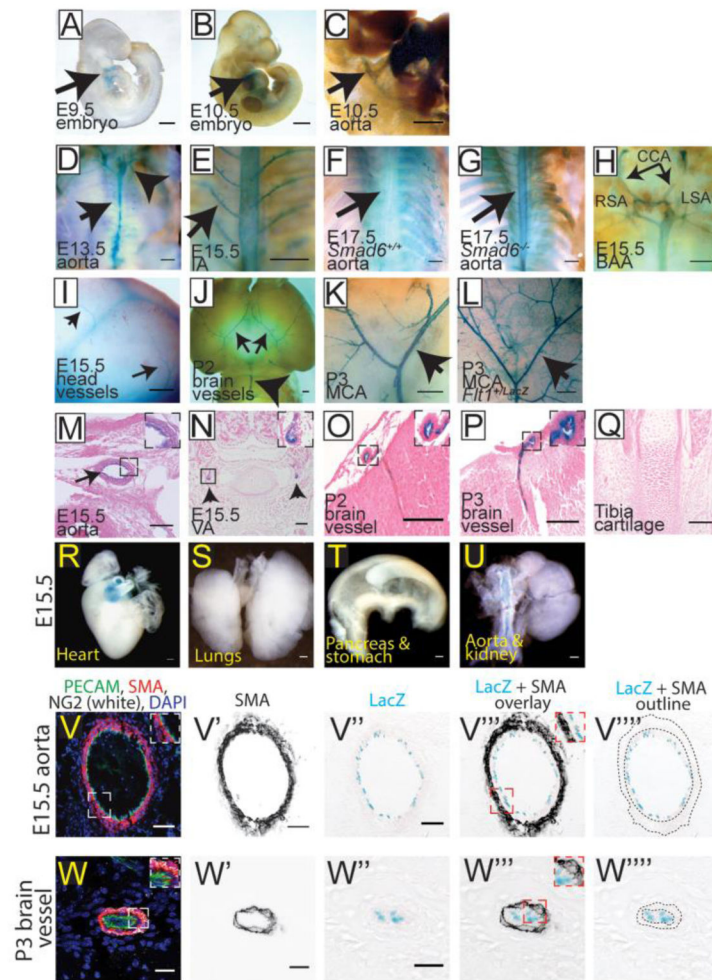 A
E9.5
embryo
B
E10.5
embryo
C
E10.5
aorta
D
E13.5
aorta
E
E15.5
IA
F
E17.5
Smad6+/+
aorta
G
E17.5
Smad6-/-
aorta
H
CCA
RSA
LSA
E15.5
BAA
I
E15.5
head
vessels
J
P2
brain
vessels
K
P3
MCA
L
P3
MCA
Flt1+/LacZ
M
E15.5
aorta
N
E15.5
VA
O
P2
brain
vessel
P
P3
brain
vessel
Q
Tibia
cartilage
E15.5
R
Heart
S
Lungs
T
Pancreas &
stomach
U
Aorta &
kidney
PECAM, SMA,
NG2 (white), DAPI
SMA
LacZ
LacZ + SMA
overlay
LacZ + SMA
outline
E15.5 aorta
V
V'
V''
V'''
V''''
P3 brain
vessel
W
W'
W''
W'''
W''''